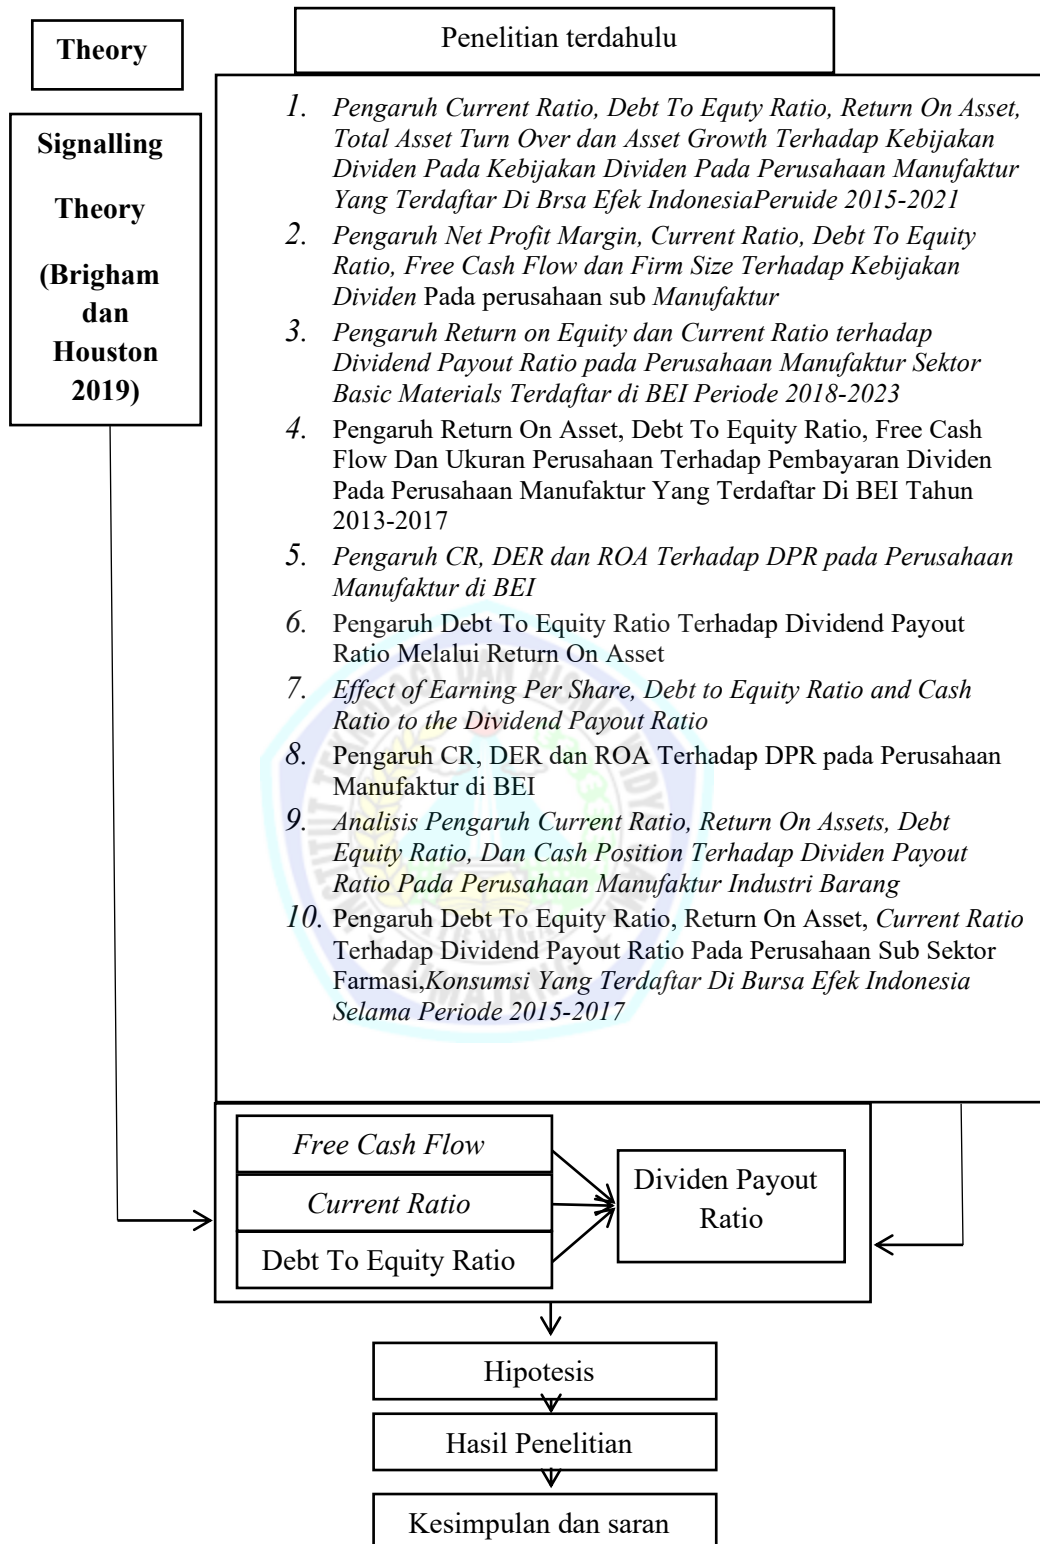 Theory
Penelitian terdahulu
Signalling
Theory
(Brigham
dan
Houston
2019)
1. Pengaruh Current Ratio, Debt To Equty Ratio, Return On Asset,
Total Asset Turn Over dan Asset Growth Terhadap Kebijakan
Dividen Pada Kebijakan Dividen Pada Perusahaan Manufaktur
Yang Terdaftar Di Brsa Efek IndonesiaPeruide 2015-2021
2. Pengaruh Net Profit Margin, Current Ratio, Debt To Equity
Ratio, Free Cash Flow dan Firm Size Terhadap Kebijakan
Dividen Pada perusahaan sub Manufaktur
3. Pengaruh Return on Equity dan Current Ratio terhadap
Dividend Payout Ratio pada Perusahaan Manufaktur Sektor
Basic Materials Terdaftar di BEI Periode 2018-2023
4. Pengaruh Return On Asset, Debt To Equity Ratio, Free Cash
Flow Dan Ukuran Perusahaan Terhadap Pembayaran Dividen
Pada Perusahaan Manufaktur Yang Terdaftar Di BEI Tahun
2013-2017
5. Pengaruh CR, DER dan ROA Terhadap DPR pada Perusahaan
Manufaktur di BEI
6. Pengaruh Debt To Equity Ratio Terhadap Dividend Payout
Ratio Melalui Return On Asset
7. Effect of Earning Per Share, Debt to Equity Ratio and Cash
Ratio to the Dividend Payout Ratio
8. Pengaruh CR, DER dan ROA Terhadap DPR pada Perusahaan
Manufaktur di BEI
9. Analisis Pengaruh Current Ratio, Return On Assets, Debt
Equity Ratio, Dan Cash Position Terhadap Dividen Payout
Ratio Pada Perusahaan Manufaktur Industri Barang
10. Pengaruh Debt To Equity Ratio, Return On Asset, Current Ratio
Terhadap Dividend Payout Ratio Pada Perusahaan Sub Sektor
Farmasi,Konsumsi Yang Terdaftar Di Bursa Efek Indonesia
Selama Periode 2015-2017
Free Cash Flow
Current Ratio
Debt To Equity Ratio
Dividen Payout
Ratio
Hipotesis
Hasil Penelitian
Kesimpulan dan saran